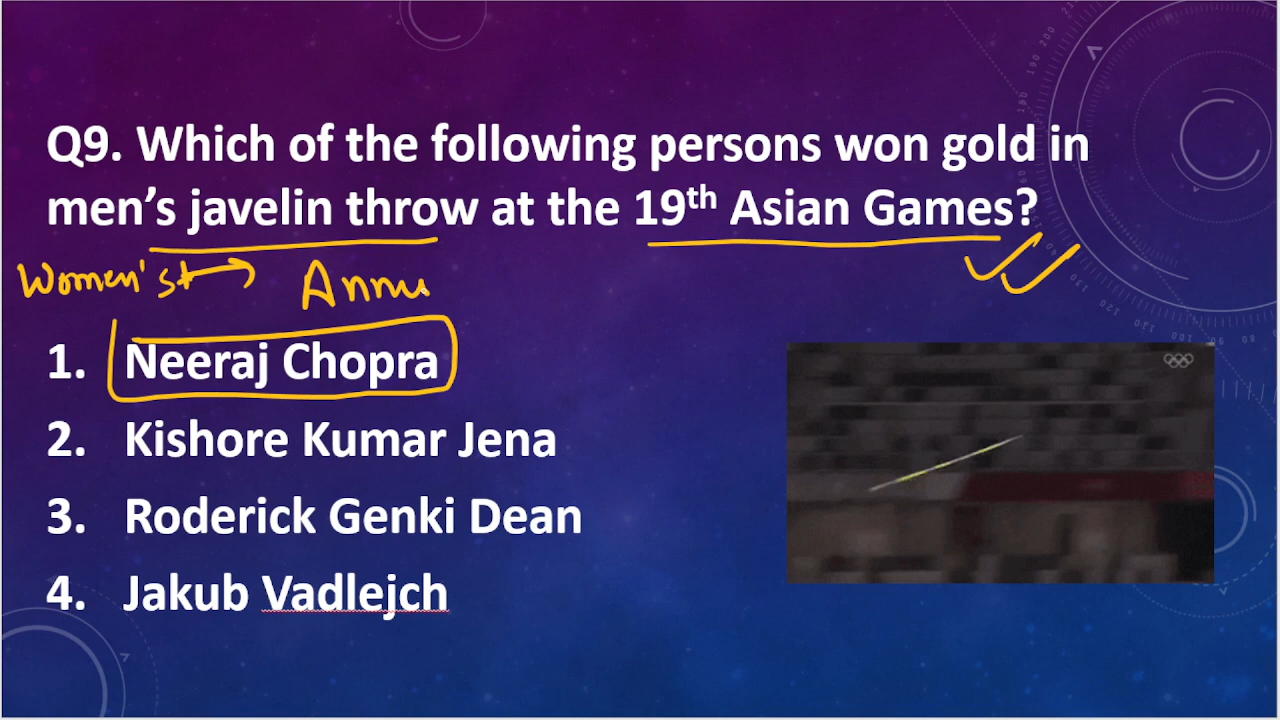 Q9. Which of the following persons won gold in
men’s javelin throw at the 19th Asian Games?
Women's → Annu
1. Neeraj Chopra
2. Kishore Kumar Jena
3. Roderick Genki Dean
4. Jakub Vadlejch